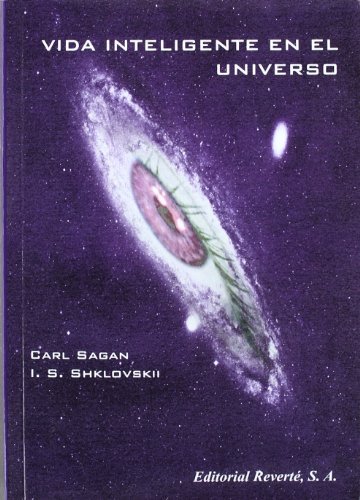 VIDA INTELIGENTE EN EL
UNIVERSO
CARL SAGAN
I. S. SHKLOVSKII
Editorial Reverté, S. A.